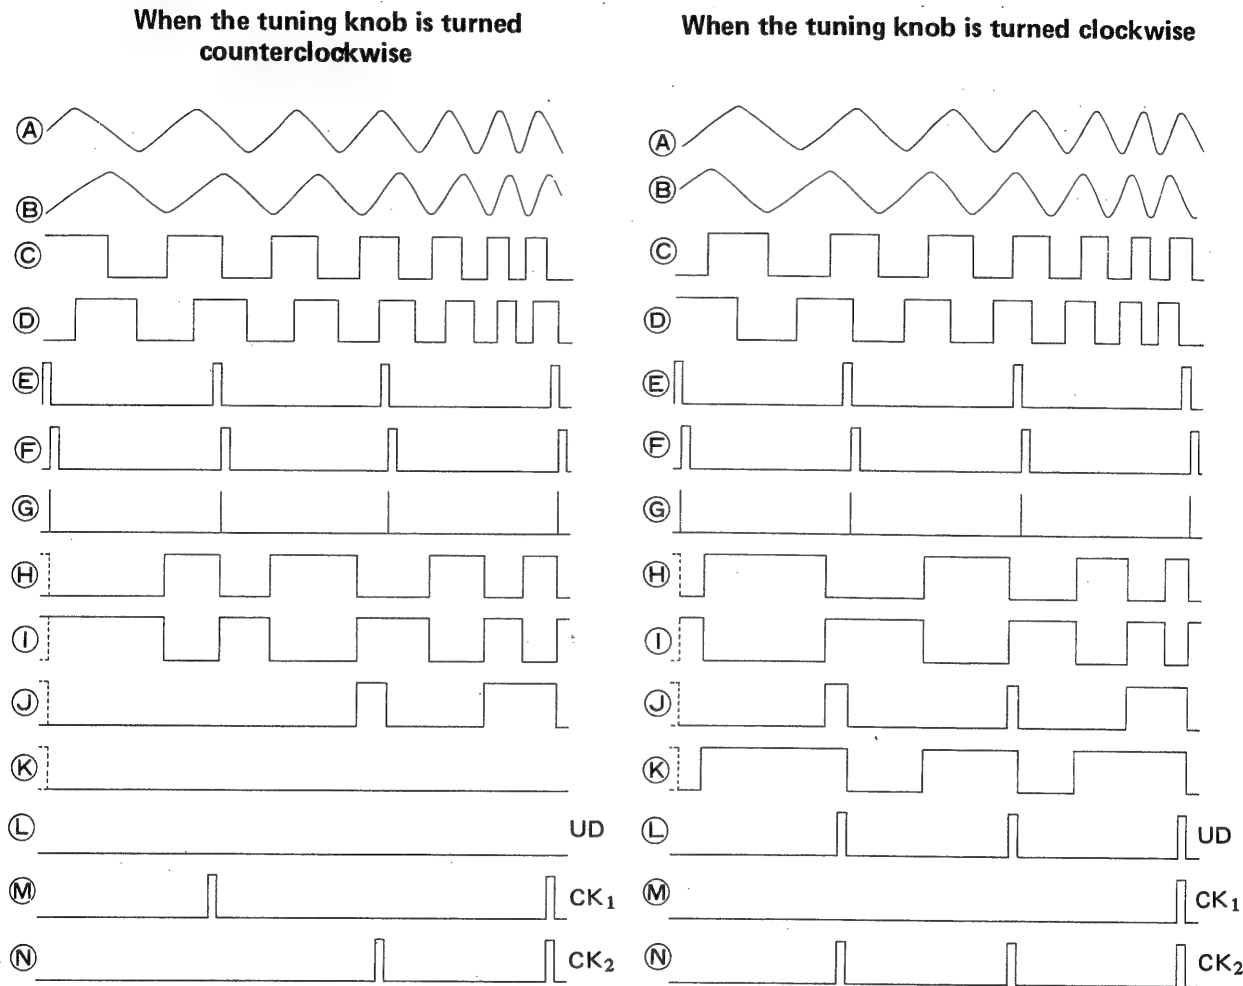 When the tuning knob is turned
counterclockwise
A
B
C
D
E
F
G
H
I
J
K
L UD
M CK₁
N CK₂
When the tuning knob is turned clockwise
A
B
C
D
E
F
G
H
I
J
K
L UD
M CK₁
N CK₂